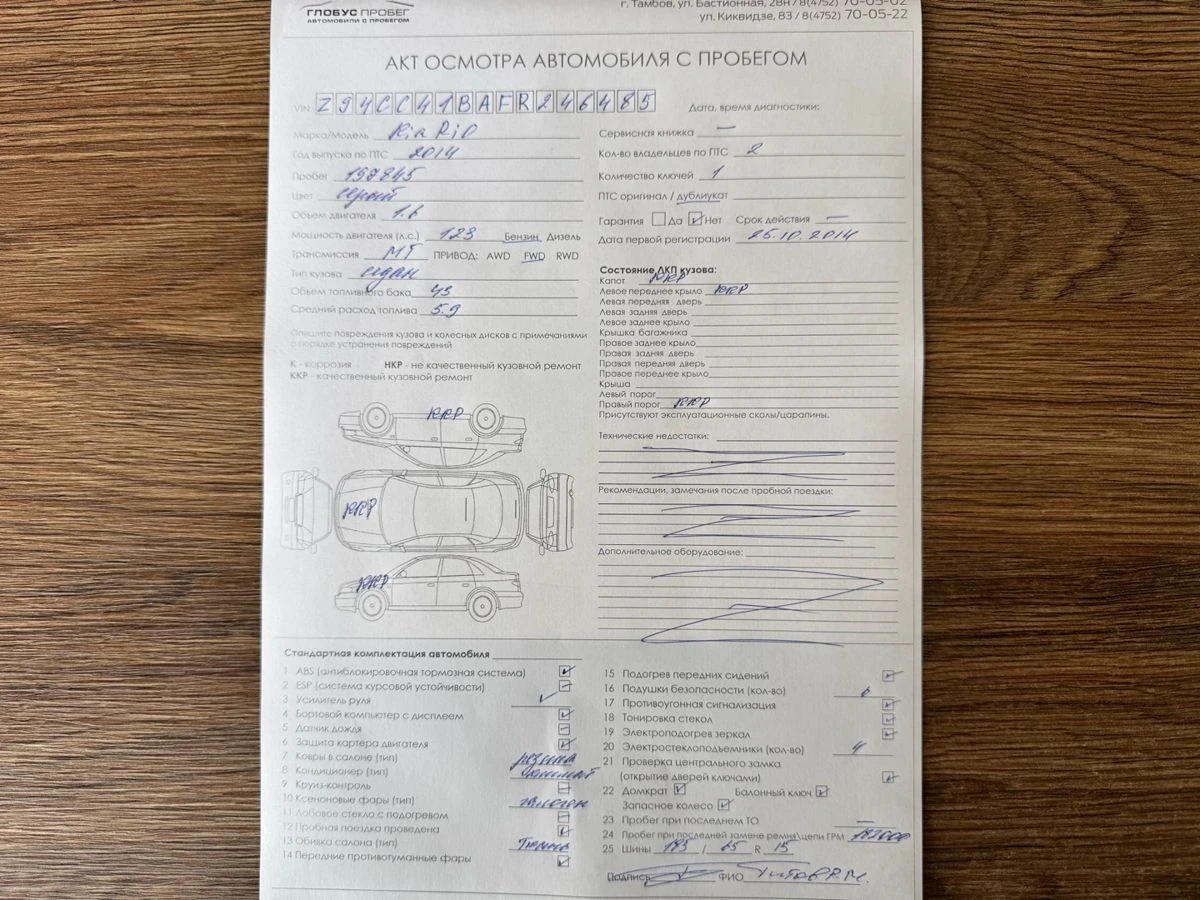 ГЛОБУС ПРОБЕГ
АВТОМОБИЛИ С ПРОБЕГОМ
г. Тамбов, ул. Бастионная, 28Н / 8(4752) 70-05-02
ул. Киквидзе, 83 / 8(4752) 70-05-22
АКТ ОСМОТРА АВТОМОБИЛЯ С ПРОБЕГОМ
VIN Z94CC41BAFR246485
Дата, время диагностики:
Марка/Модель Kia Rio
Год выпуска по ПТС 2014
Пробег 197845
Цвет серый
Объем двигателя 1.6
Мощность двигателя (л.с.) 123 Бензин Дизель
Трансмиссия МТ ПРИВОД: AWD FWD RWD
Тип кузова седан
Объем топливного бака 43
Средний расход топлива 5.9
Сервисная книжка —
Кол-во владельцев по ПТС 2
Количество ключей 1
ПТС оригинал / дубликат
Гарантия Да Нет Срок действия —
Дата первой регистрации 25.10.2014
Опишите повреждения кузова и колесных дисков с примечаниями
о порядке устранения повреждений
К - коррозия НКР - не качественный кузовной ремонт
ККР - качественный кузовной ремонт
ККР
ККР
ККР
Состояние ЛКП кузова:
Капот ККР
Левое переднее крыло ККР
Левая передняя дверь
Левая задняя дверь
Левое заднее крыло
Крышка багажника
Правое заднее крыло
Правая задняя дверь
Правая передняя дверь
Правое переднее крыло
Крыша
Левый порог
Правый порог ККР
Присутствуют эксплуатационные сколы/царапины.
Технические недостатки:
Рекомендации, замечания после пробной поездки:
Дополнительное оборудование:
Стандартная комплектация автомобиля
1 ABS (антиблокировочная тормозная система)
2 ESP (система курсовой устойчивости)
3 Усилитель руля
4 Бортовой компьютер с дисплеем
5 Датчик дождя
6 Защита картера двигателя
7 Ковры в салоне (тип) резина
8 Кондиционер (тип)
9 Круиз-контроль
10 Ксеноновые фары (тип) галоген
11 Лобовое стекло с подогревом
12 Пробная поездка проведена
13 Обивка салона (тип) Ткань
14 Передние противотуманные фары
15 Подогрев передних сидений
16 Подушки безопасности (кол-во) 6
17 Противоугонная сигнализация
18 Тонировка стекол
19 Электроподогрев зеркал
20 Электростеклоподъемники (кол-во) 4
21 Проверка центрального замка
(открытие дверей ключами)
22 Домкрат Балонный ключ
Запасное колесо
23 Пробег при последнем ТО —
24 Пробег при последней замене ремня\цепи ГРМ
25 Шины 195 / 65 R 15
Подпись ФИО Титов Р.М.